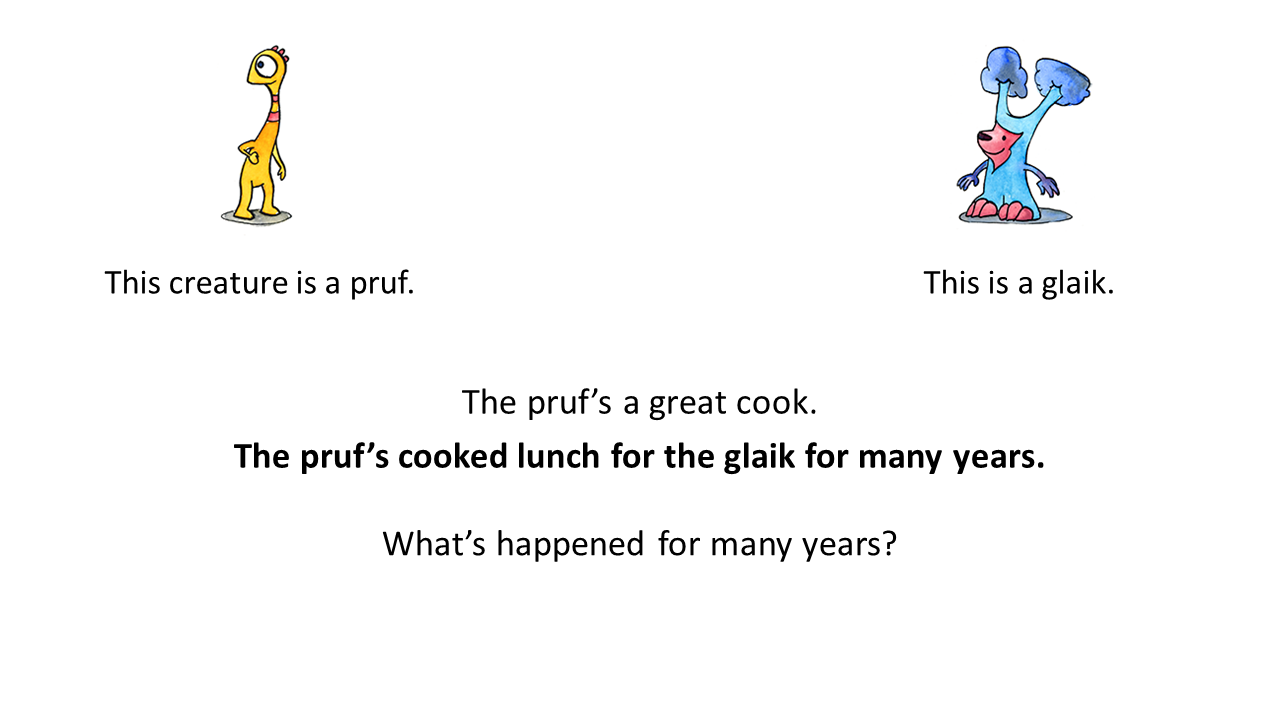 This creature is a pruf.
This is a glaik.
The pruf’s a great cook.
The pruf’s cooked lunch for the glaik for many years.
What’s happened for many years?